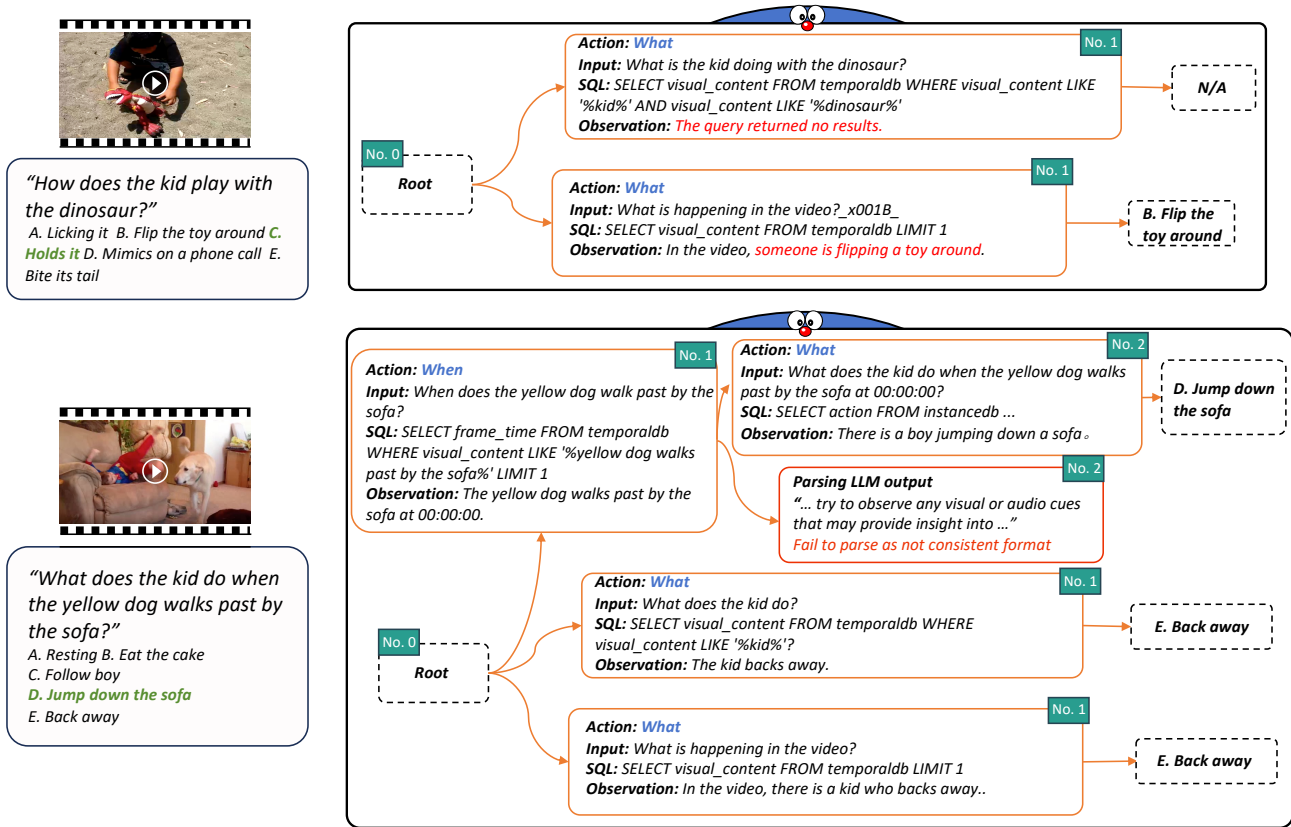 “How does the kid play with
the dinosaur?”
A. Licking it B. Flip the toy around C.
Holds it D. Mimics on a phone call E.
Bite its tail
No. 0
Root
No. 1
Action: What
Input: What is the kid doing with the dinosaur?
SQL: SELECT visual_content FROM temporaldb WHERE visual_content LIKE
'%kid%' AND visual_content LIKE '%dinosaur%'
Observation: The query returned no results.
N/A
No. 1
Action: What
Input: What is happening in the video?_x001B_
SQL: SELECT visual_content FROM temporaldb LIMIT 1
Observation: In the video, someone is flipping a toy around.
B. Flip the
toy around
“What does the kid do when
the yellow dog walks past by
the sofa?”
A. Resting B. Eat the cake
C. Follow boy
D. Jump down the sofa
E. Back away
No. 0
Root
No. 1
Action: When
Input: When does the yellow dog walk past by the
sofa?
SQL: SELECT frame_time FROM temporaldb
WHERE visual_content LIKE '%yellow dog walks
past by the sofa%' LIMIT 1
Observation: The yellow dog walks past by the
sofa at 00:00:00.
No. 2
Action: What
Input: What does the kid do when the yellow dog walks
past by the sofa at 00:00:00?
SQL: SELECT action FROM instancedb ...
Observation: There is a boy jumping down a sofa。
D. Jump down
the sofa
No. 2
Parsing LLM output
“... try to observe any visual or audio cues
that may provide insight into ...”
Fail to parse as not consistent format
No. 1
Action: What
Input: What does the kid do?
SQL: SELECT visual_content FROM temporaldb WHERE
visual_content LIKE '%kid%'?
Observation: The kid backs away.
E. Back away
No. 1
Action: What
Input: What is happening in the video?
SQL: SELECT visual_content FROM temporaldb LIMIT 1
Observation: In the video, there is a kid who backs away..
E. Back away